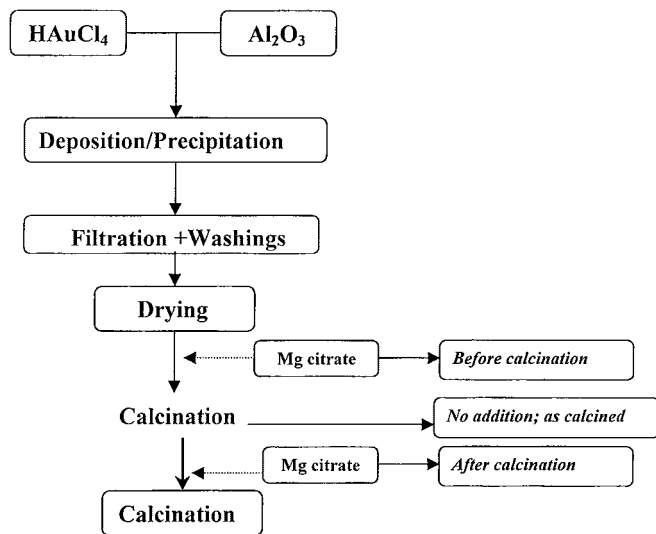 HAuCl₄ Al₂O₃
Deposition/Precipitation
Filtration +Washings
Drying
Mg citrate Before calcination
Calcination No addition; as calcined
Mg citrate After calcination
Calcination